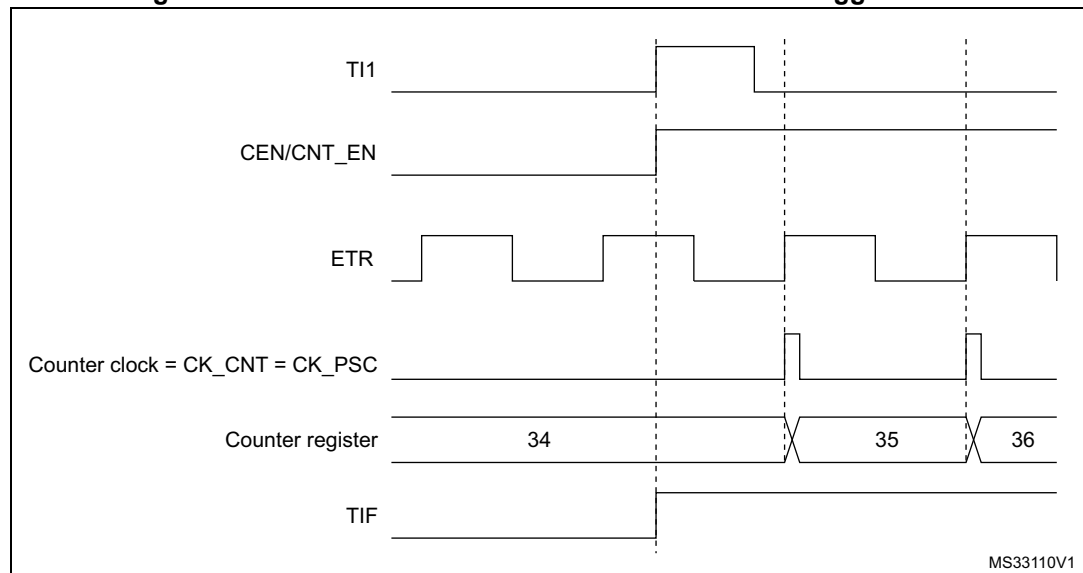 TI1
CEN/CNT_EN
ETR
Counter clock = CK_CNT = CK_PSC
Counter register
34
35
36
TIF
MS33110V1